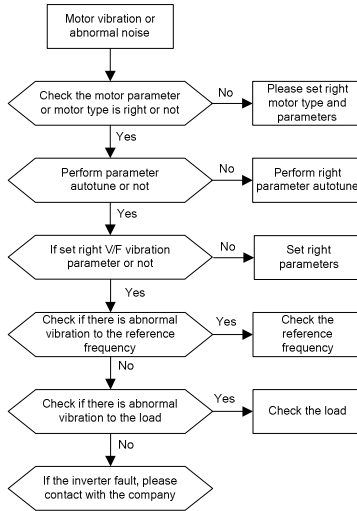 Motor vibration or
abnormal noise
Check the motor parameter
or motor type is right or not
No
Please set right
motor type and
parameters
Yes
Perform parameter
autotune or not
No
Perform right
parameter autotune
Yes
If set right V/F vibration
parameter or not
No
Set right
parameters
Yes
Check if there is abnormal
vibration to the reference
frequency
Yes
Check the
reference
frequency
No
Check if there is abnormal
vibration to the load
Yes
Check the load
No
If the inverter fault, please
contact with the company